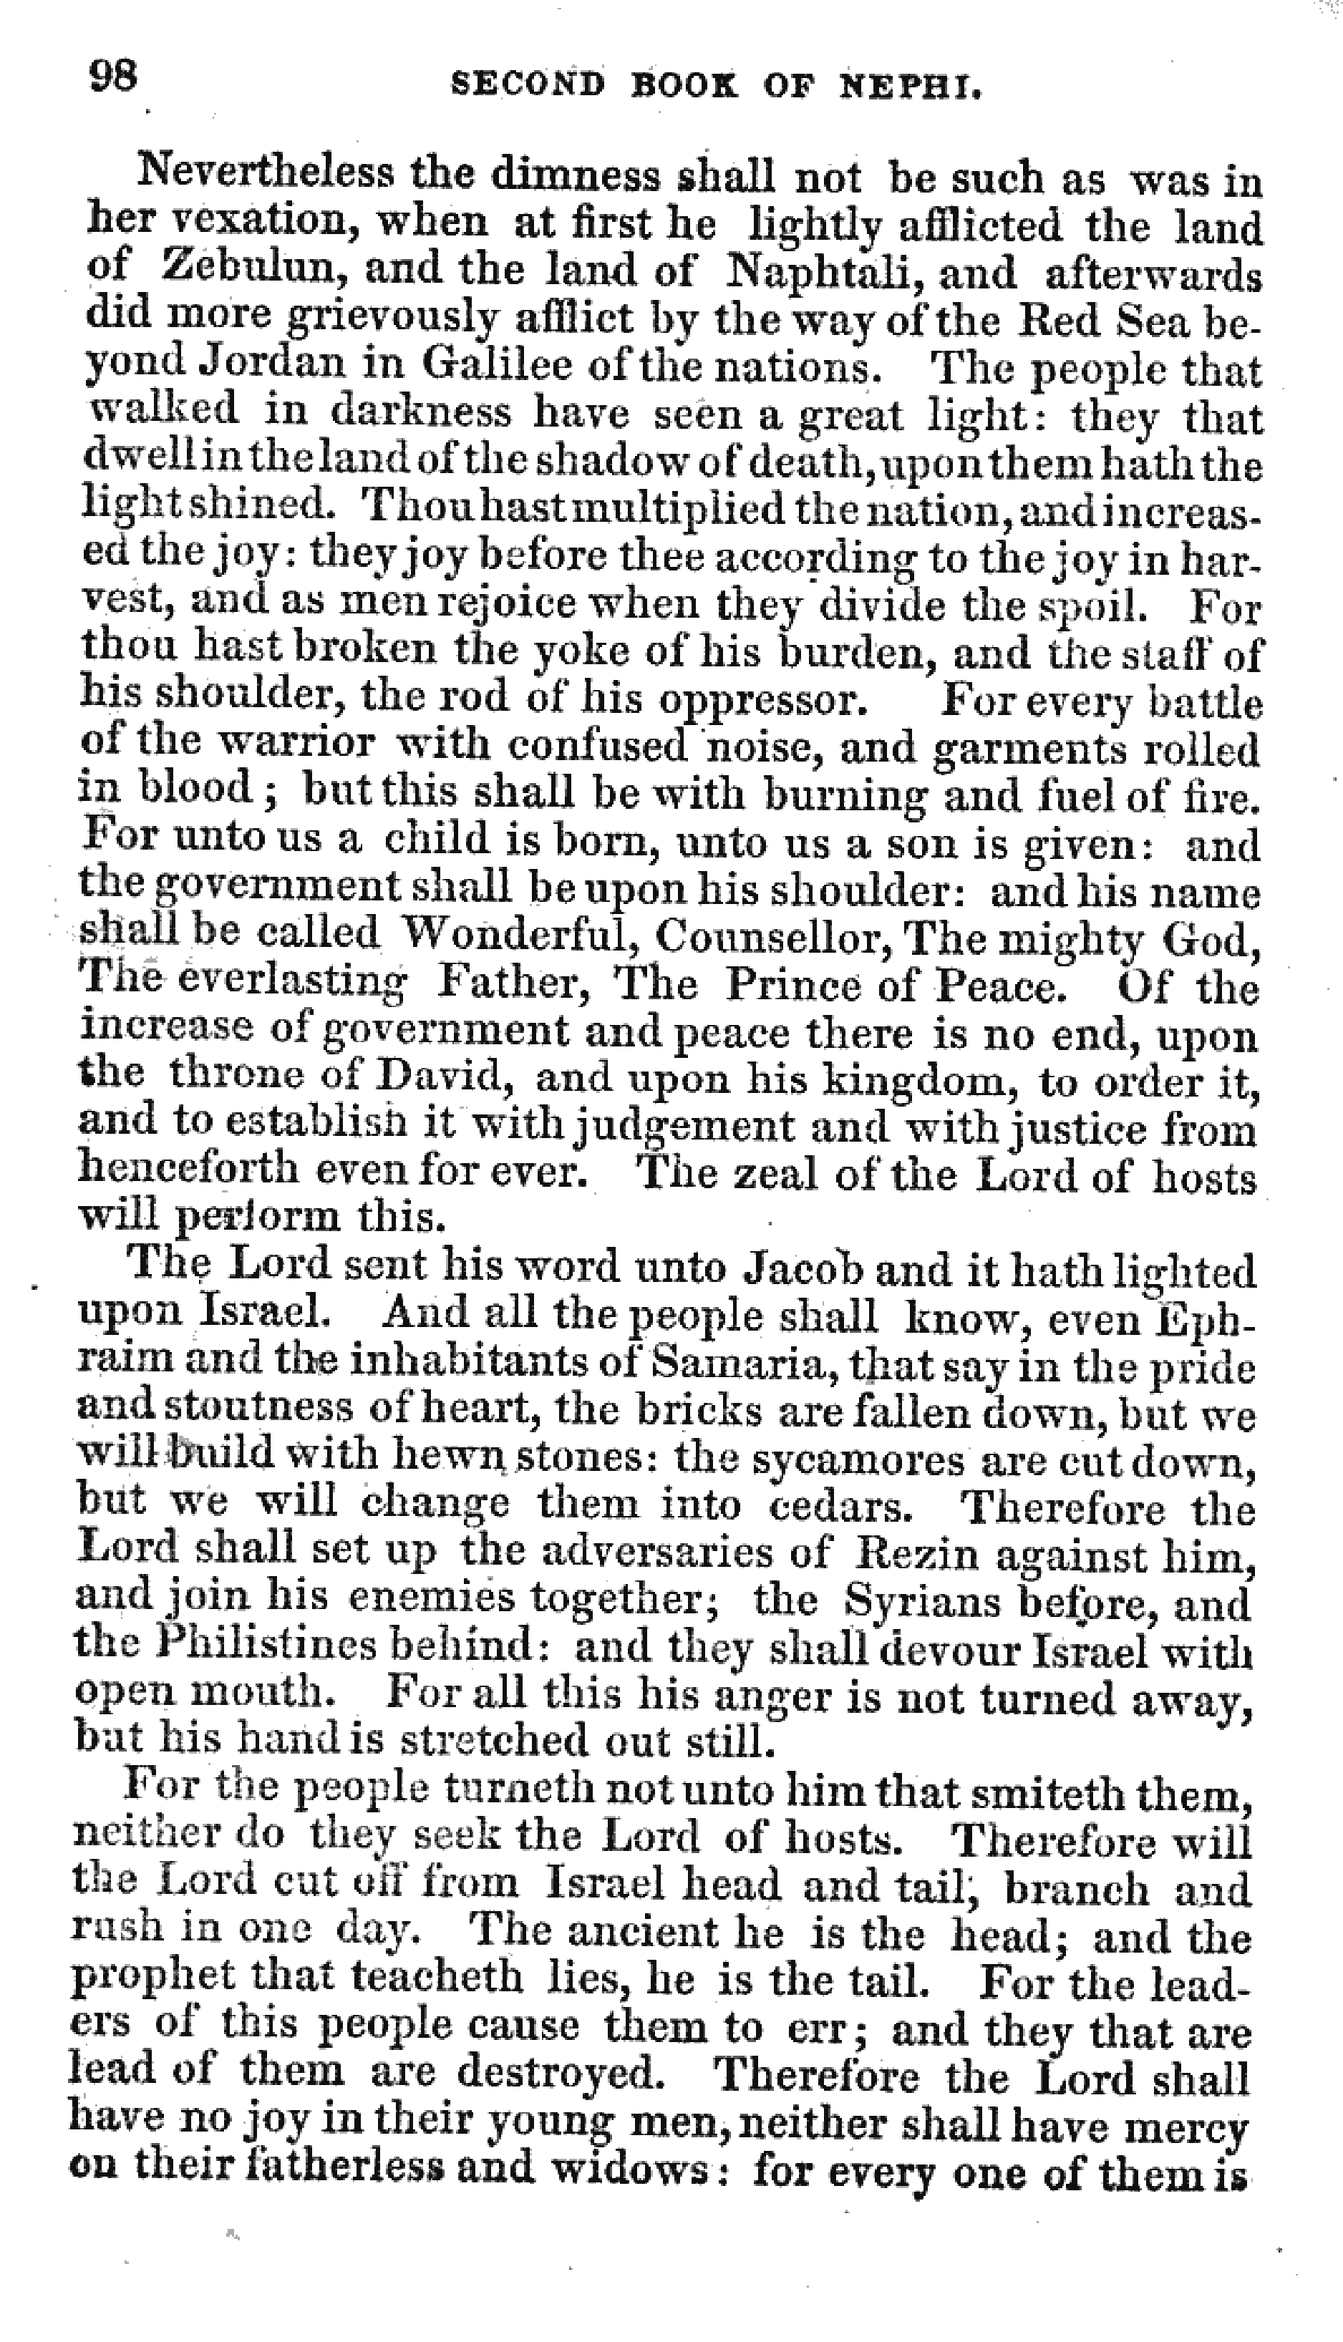 98 SECOND BOOK OF NEPHI.
Nevertheless the dimness shall not be such as was in
her vexation, when at first he lightly afflicted the land
of Zebulun, and the land of Naphtali, and afterwards
did more grievously afflict by the way of the Red Sea be-
yond Jordan in Galilee of the nations. The people that
walked in darkness have seen a great light: they that
dwell in the land of the shadow of death, upon them hath the
light shined. Thou hast multiplied the nation, and increas-
ed the joy: they joy before thee according to the joy in har-
vest, and as men rejoice when they divide the spoil. For
thou hast broken the yoke of his burden, and the staff of
his shoulder, the rod of his oppressor. For every battle
of the warrior with confused noise, and garments rolled
in blood; but this shall be with burning and fuel of fire.
For unto us a child is born, unto us a son is given: and
the government shall be upon his shoulder: and his name
shall be called Wonderful, Counsellor, The mighty God,
The everlasting Father, The Prince of Peace. Of the
increase of government and peace there is no end, upon
the throne of David, and upon his kingdom, to order it,
and to establish it with judgement and with justice from
henceforth even for ever. The zeal of the Lord of hosts
will perform this.
The Lord sent his word unto Jacob and it hath lighted
upon Israel. And all the people shall know, even Eph-
raim and the inhabitants of Samaria, that say in the pride
and stoutness of heart, the bricks are fallen down, but we
will build with hewn stones: the sycamores are cut down,
but we will change them into cedars. Therefore the
Lord shall set up the adversaries of Rezin against him,
and join his enemies together; the Syrians before, and
the Philistines behind: and they shall devour Israel with
open mouth. For all this his anger is not turned away,
but his hand is stretched out still.
For the people turneth not unto him that smiteth them,
neither do they seek the Lord of hosts. Therefore will
the Lord cut off from Israel head and tail, branch and
rush in one day. The ancient he is the head; and the
prophet that teacheth lies, he is the tail. For the lead-
ers of this people cause them to err; and they that are
lead of them are destroyed. Therefore the Lord shall
have no joy in their young men, neither shall have mercy
on their fatherless and widows: for every one of them is